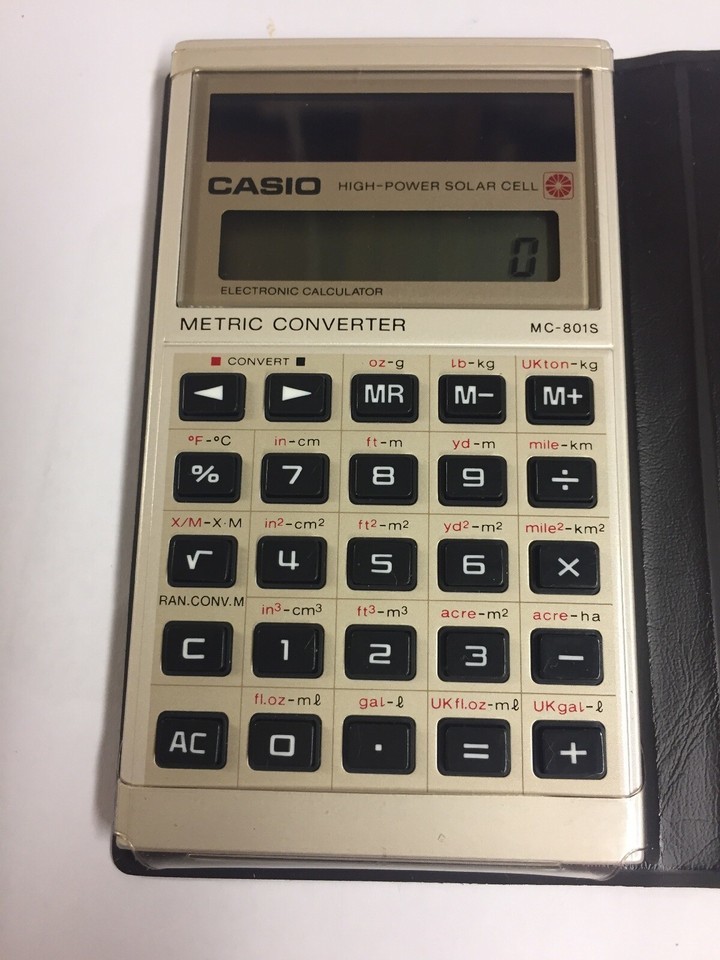 CASIO HIGH-POWER SOLAR CELL
0
ELECTRONIC CALCULATOR
METRIC CONVERTER MC-801S
■ CONVERT ■ oz-g lb-kg UKton-kg
◄ ► MR M− M+
°F-°C in-cm ft-m yd-m mile-km
% 7 8 9 ÷
X/M-X·M in²-cm² ft²-m² yd²-m² mile²-km²
√ 4 5 6 ×
RAN.CONV.M in³-cm³ ft³-m³ acre-m² acre-ha
C 1 2 3 −
fl.oz-mℓ gal-ℓ UKfl.oz-mℓ UKgal-ℓ
AC 0 . = +